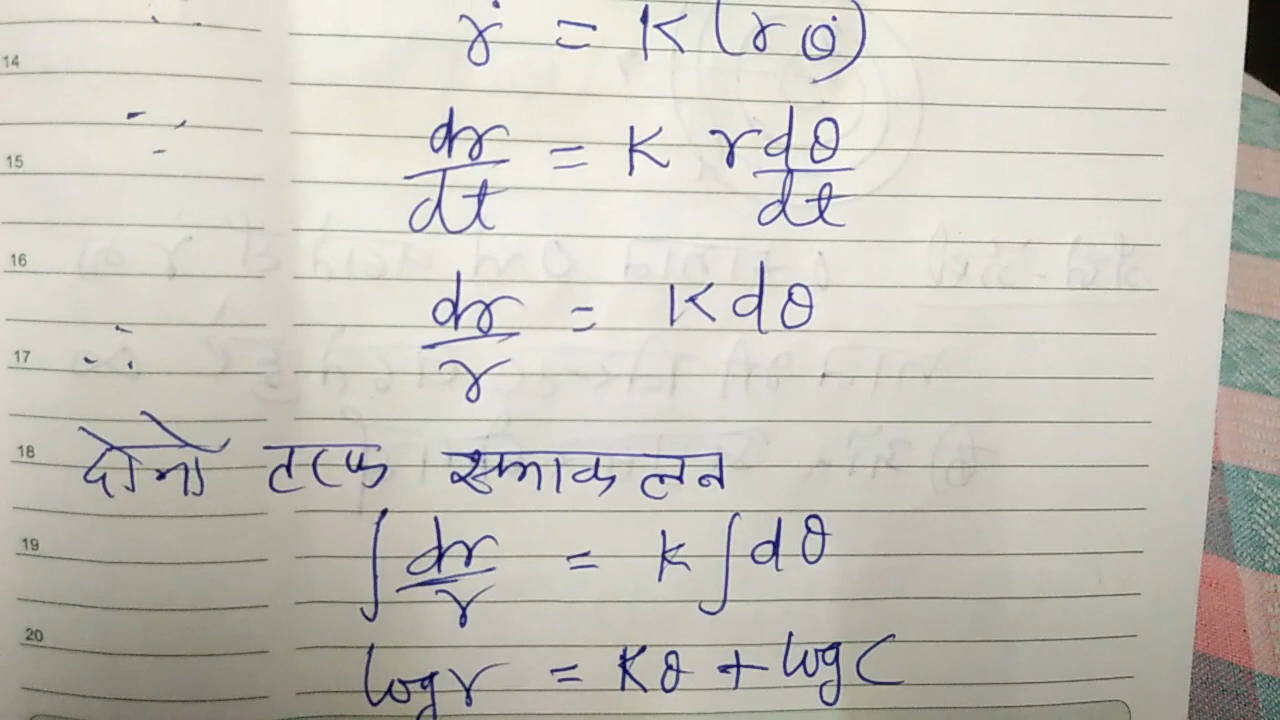 14
ṙ = K(rθ̇)
∵ dr/dt = K r dθ/dt
15
16
∴ dr/r = K dθ
17
18
दोनो तरफ समाकलन
19
∫ dr/r = K ∫ dθ
20
log r = Kθ + log C